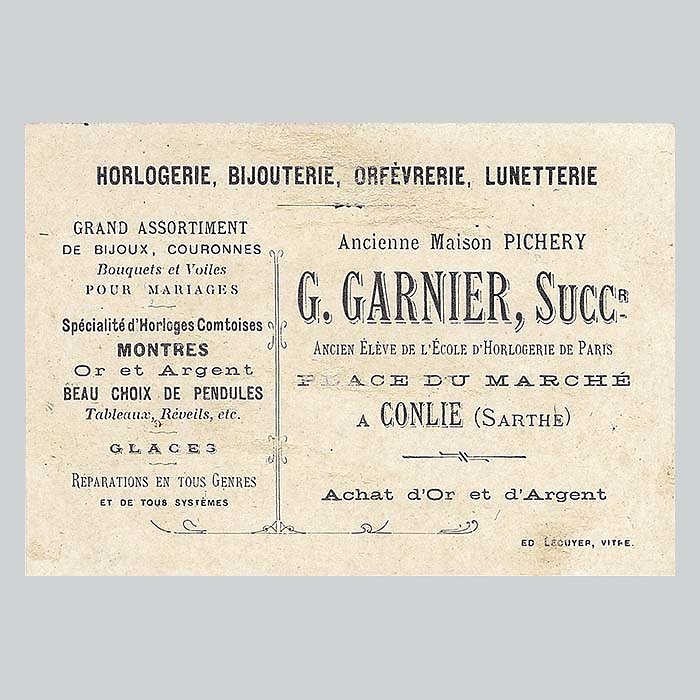 HORLOGERIE, BIJOUTERIE, ORFÈVRERIE, LUNETTERIE
GRAND ASSORTIMENT
DE BIJOUX, COURONNES
Bouquets et Voiles
POUR MARIAGES
Spécialité d'Horloges Comtoises
MONTRES
Or et Argent
BEAU CHOIX DE PENDULES
Tableaux, Réveils, etc.
GLACES
RÉPARATIONS EN TOUS GENRES
ET DE TOUS SYSTÈMES
Ancienne Maison PICHERY
G. GARNIER, SUCCR
ANCIEN ÉLÈVE DE L'ÉCOLE D'HORLOGERIE DE PARIS
PLACE DU MARCHÉ
A CONLIE (SARTHE)
Achat d'Or et d'Argent
ED LÉCUYER, VITRE.